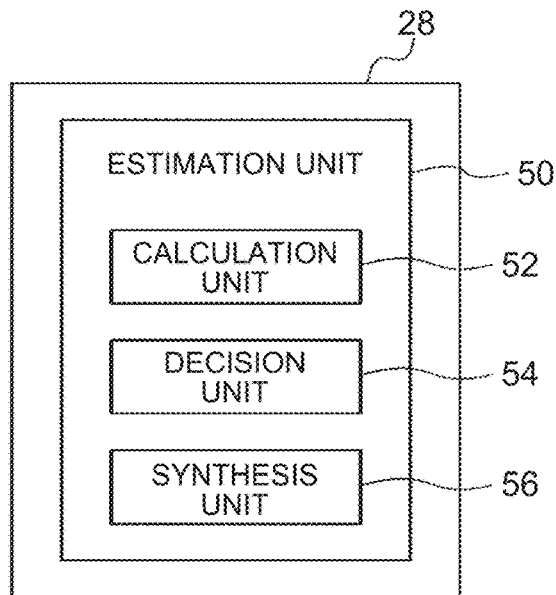 28
ESTIMATION UNIT
50
CALCULATION
UNIT
52
DECISION
UNIT
54
SYNTHESIS
UNIT
56